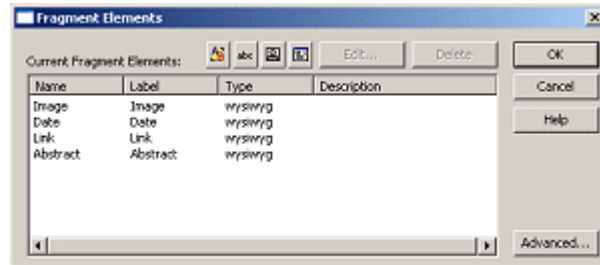 Fragment Elements
Current Fragment Elements: abc Edit... Delete OK
Name Label Type Description Cancel
Image Image wysiwyg
Date Date wysiwyg Help
Link Link wysiwyg
Abstract Abstract wysiwyg
Advanced...